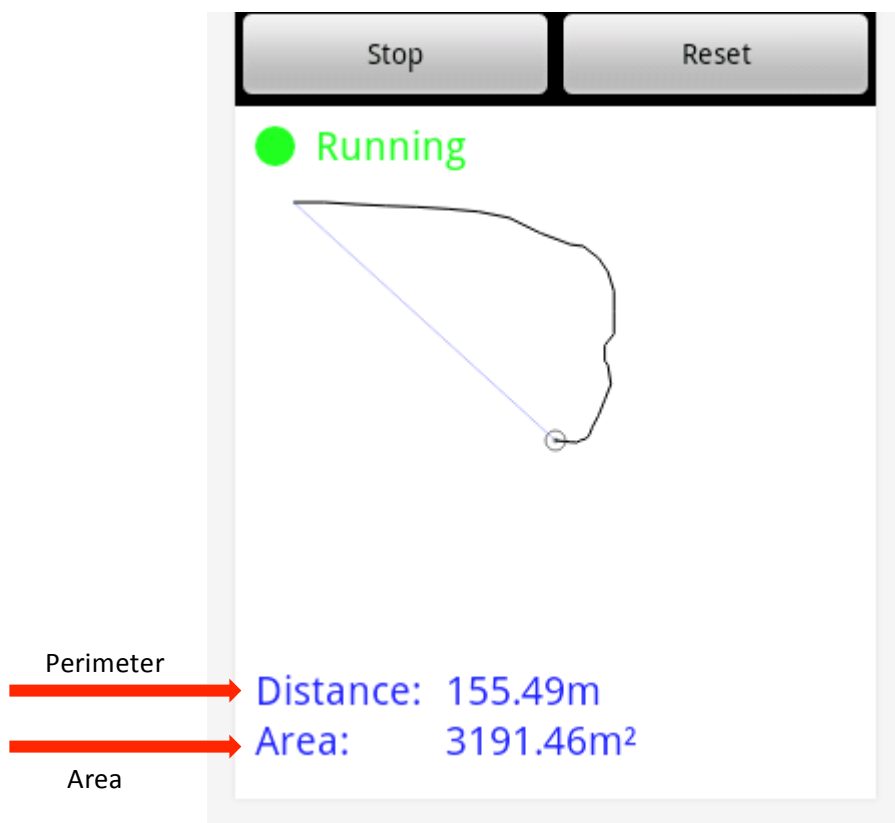 Stop Reset
Running
Perimeter
Distance: 155.49m
Area: 3191.46m²
Area